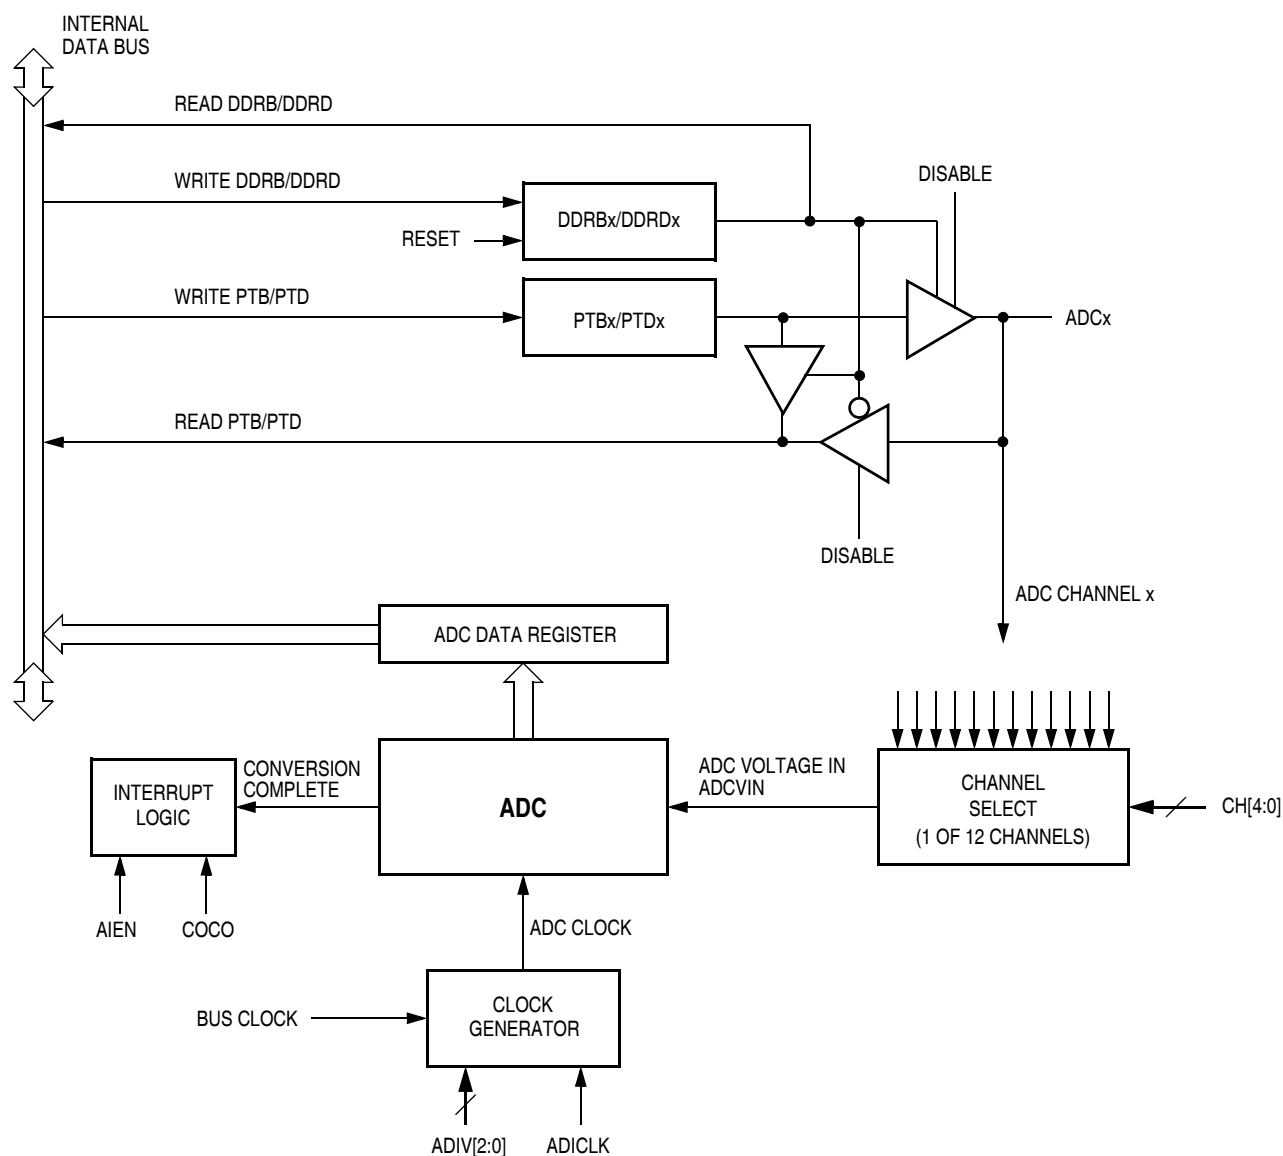 INTERNAL
DATA BUS
READ DDRB/DDRD
WRITE DDRB/DDRD
DISABLE
DDRBx/DDRDx
RESET
WRITE PTB/PTD
PTBx/PTDx
ADCx
READ PTB/PTD
DISABLE
ADC CHANNEL x
ADC DATA REGISTER
INTERRUPT
LOGIC
CONVERSION
COMPLETE
ADC
ADC VOLTAGE IN
ADCVIN
CHANNEL
SELECT
(1 OF 12 CHANNELS)
CH[4:0]
AIEN
COCO
ADC CLOCK
BUS CLOCK
CLOCK
GENERATOR
ADIV[2:0]
ADICLK